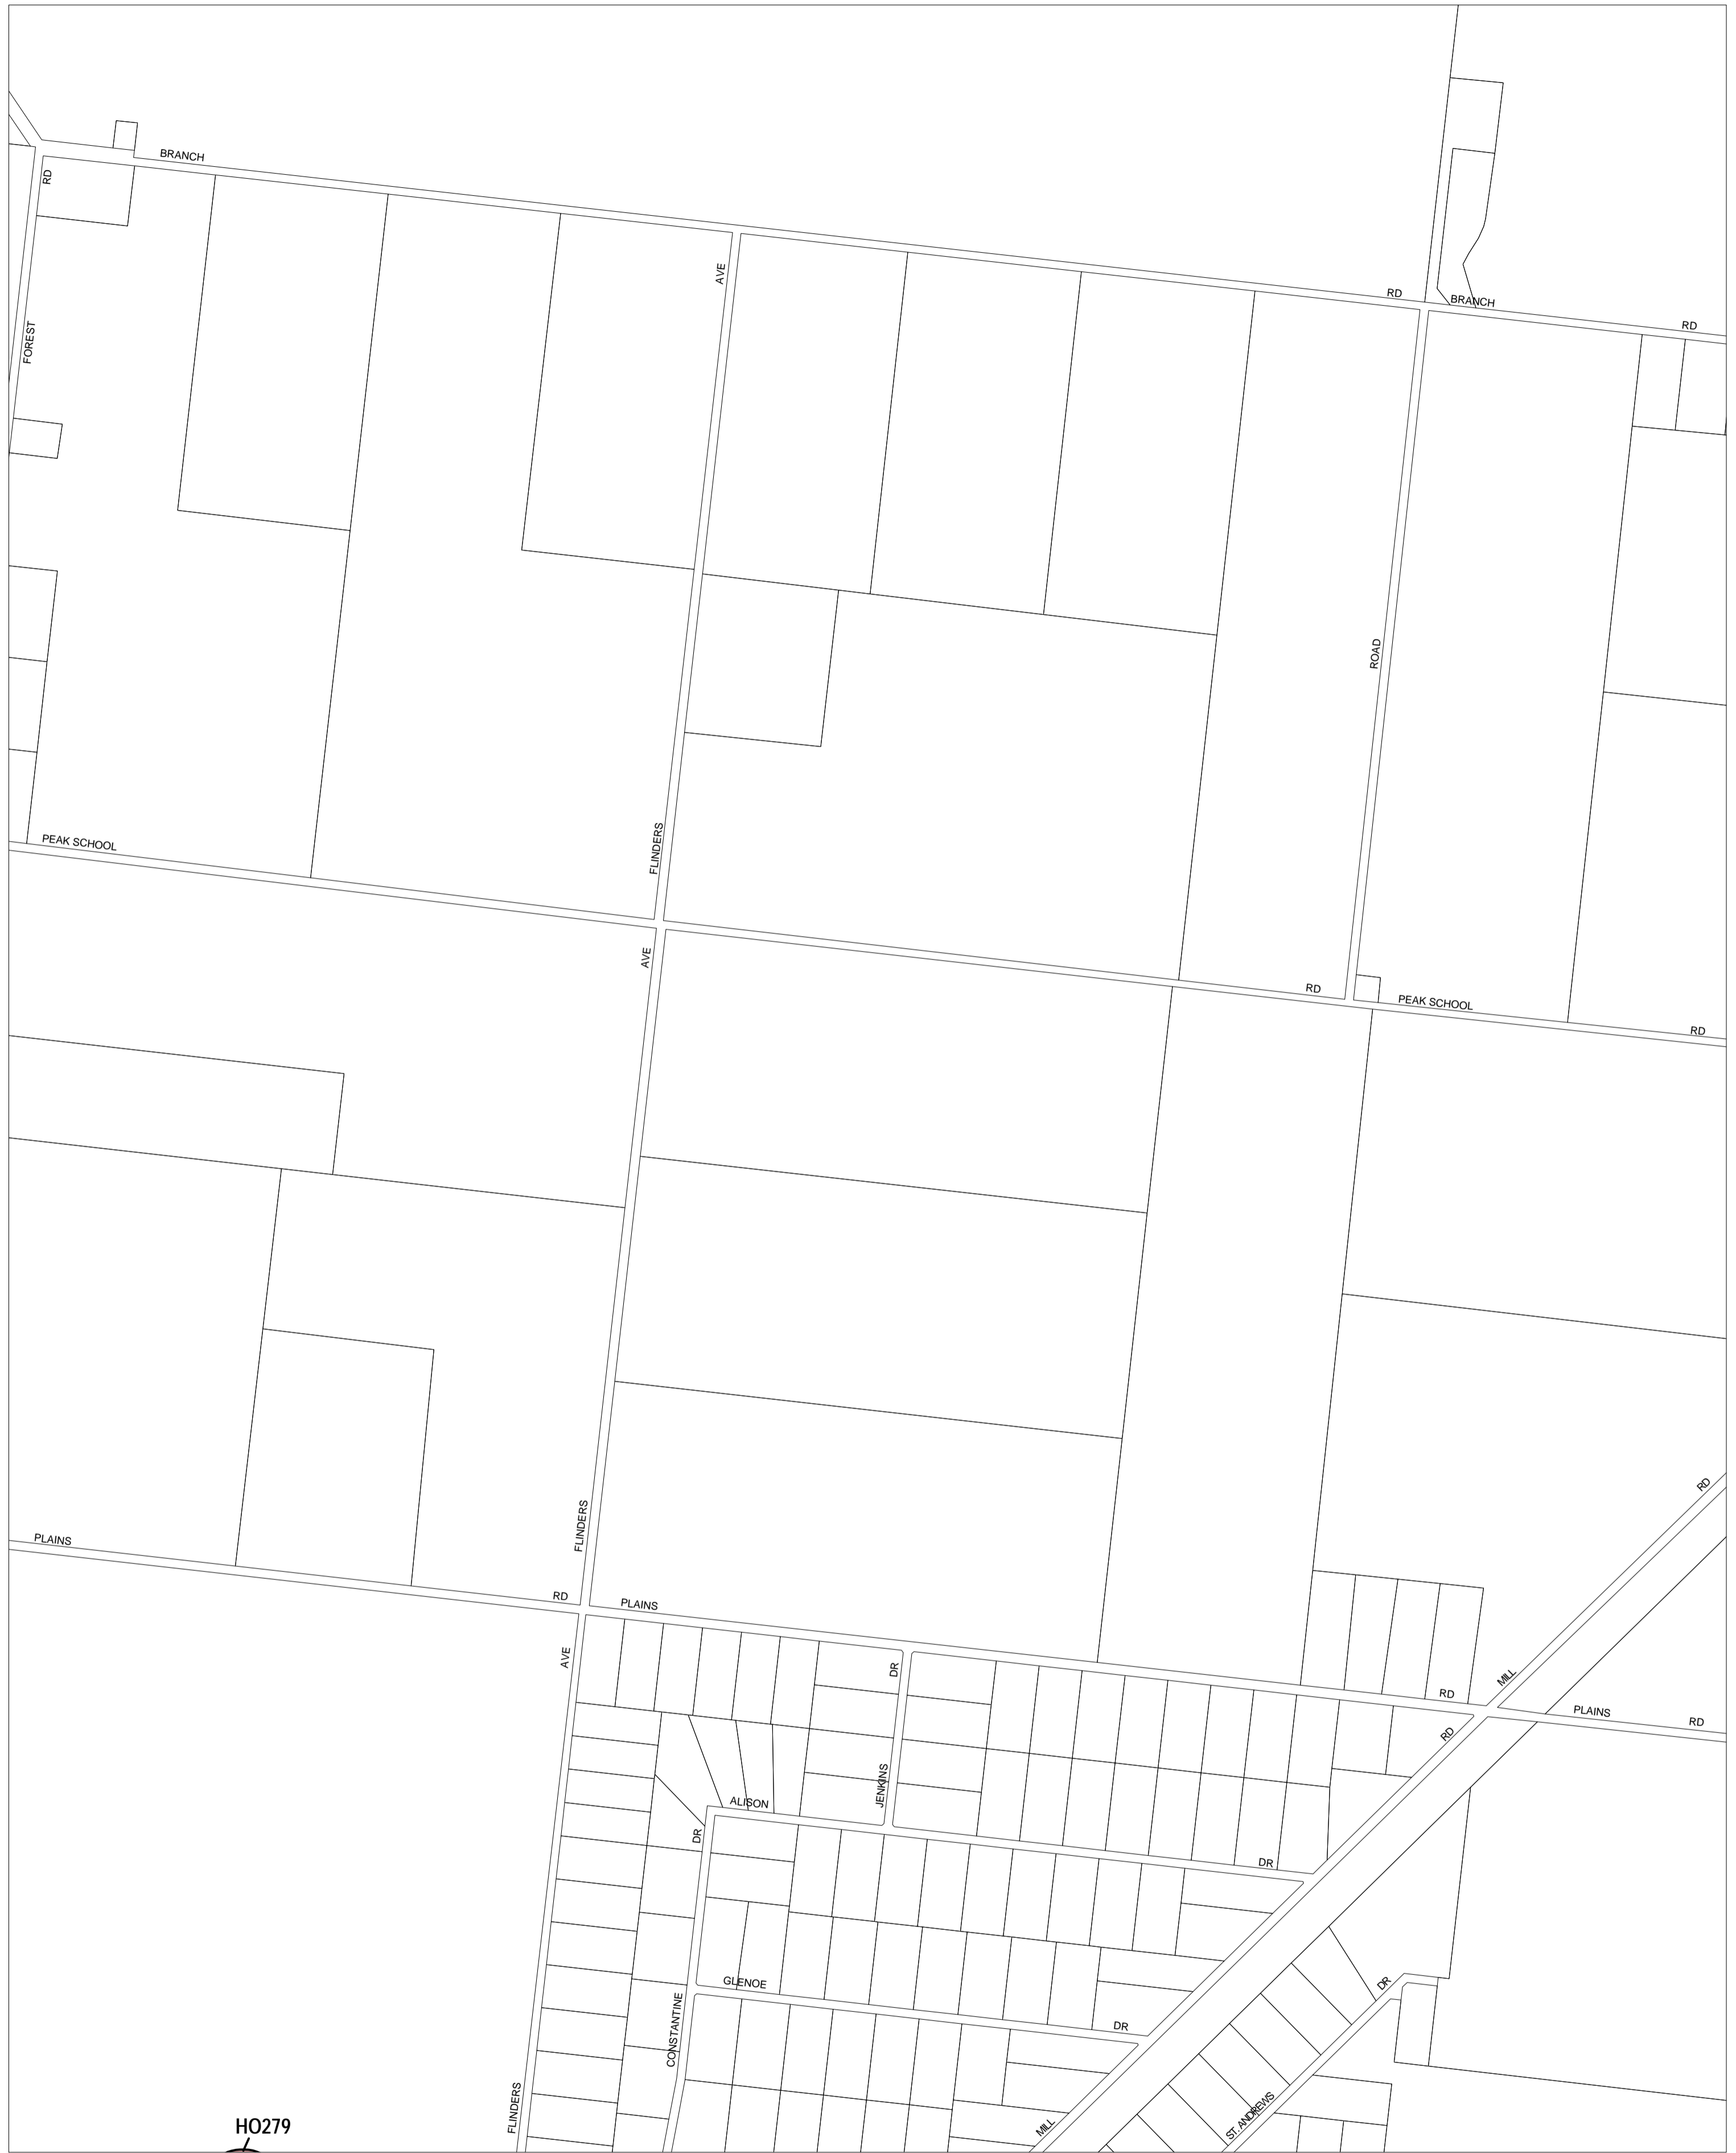 BRANCH
RD
FOREST
AVE
RD
BRANCH
RD
ROAD
FLINDERS
PEAK SCHOOL
AVE
RD
PEAK SCHOOL
RD
FLINDERS
PLAINS
RD
PLAINS
RD
MILL
RD
PLAINS
RD
AVE
DR
RD
JENKINS
ALISON
DR
DR
GLENOE
DR
CONSTANTINE
DR
FLINDERS
MILL
ST. ANDREWS
HO279